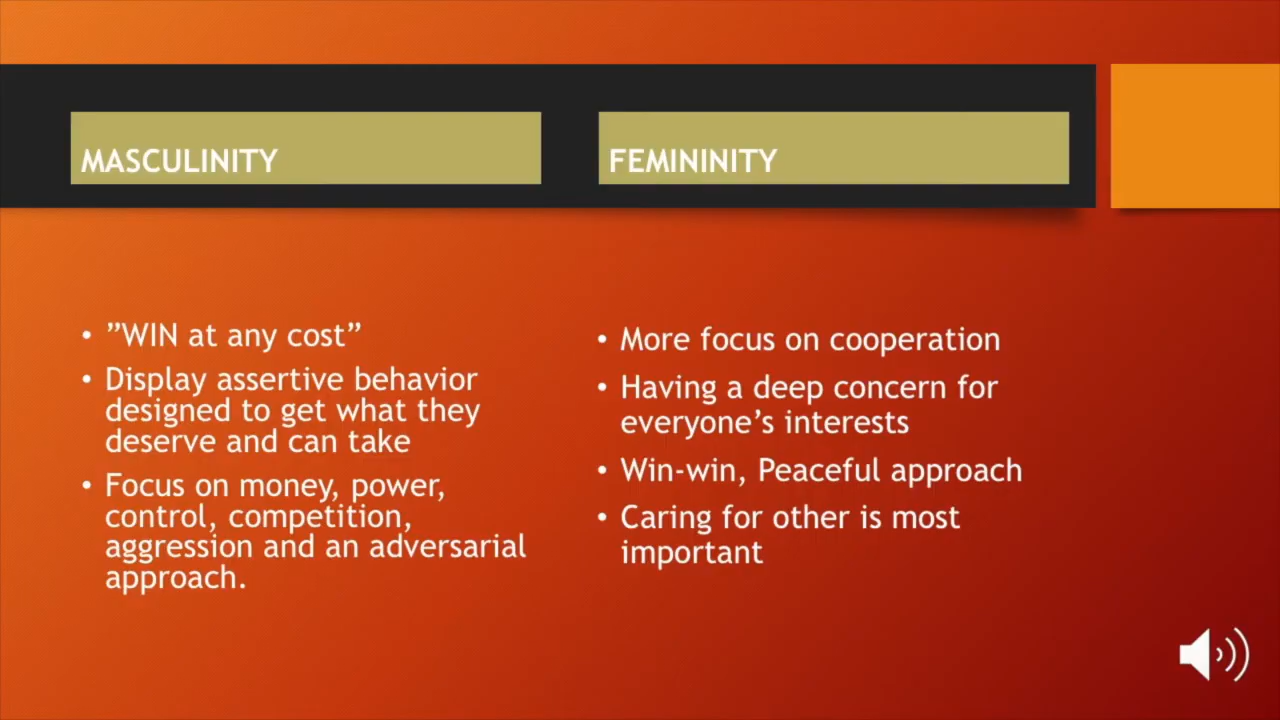 MASCULINITY
FEMININITY
• ”WIN at any cost”
• Display assertive behavior
designed to get what they
deserve and can take
• Focus on money, power,
control, competition,
aggression and an adversarial
approach.
• More focus on cooperation
• Having a deep concern for
everyone’s interests
• Win-win, Peaceful approach
• Caring for other is most
important